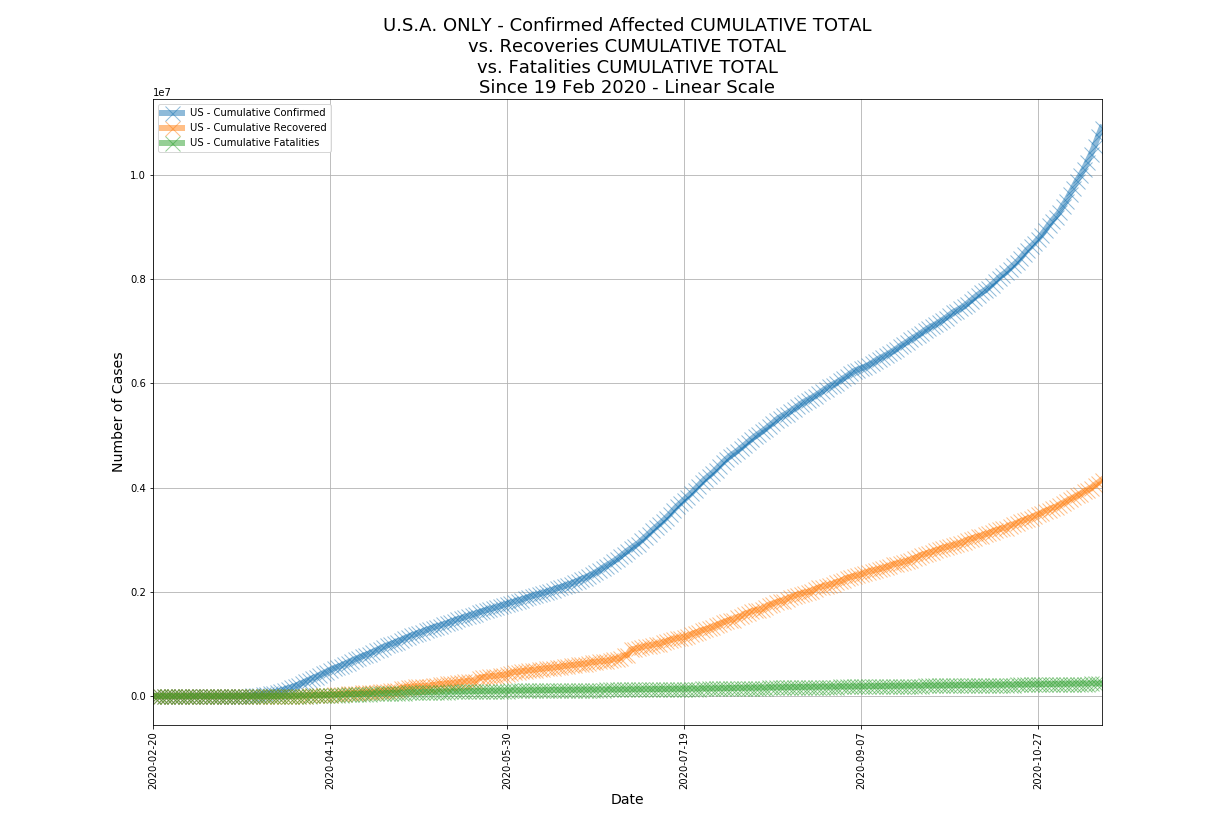 U.S.A. ONLY - Confirmed Affected CUMULATIVE TOTAL
vs. Recoveries CUMULATIVE TOTAL
vs. Fatalities CUMULATIVE TOTAL
Since 19 Feb 2020 - Linear Scale
1e7
US - Cumulative Confirmed
US - Cumulative Recovered
US - Cumulative Fatalities
1.0
0.8
0.6
0.4
0.2
0.0
Number of Cases
2020-02-20
2020-04-10
2020-05-30
2020-07-19
2020-09-07
2020-10-27
Date